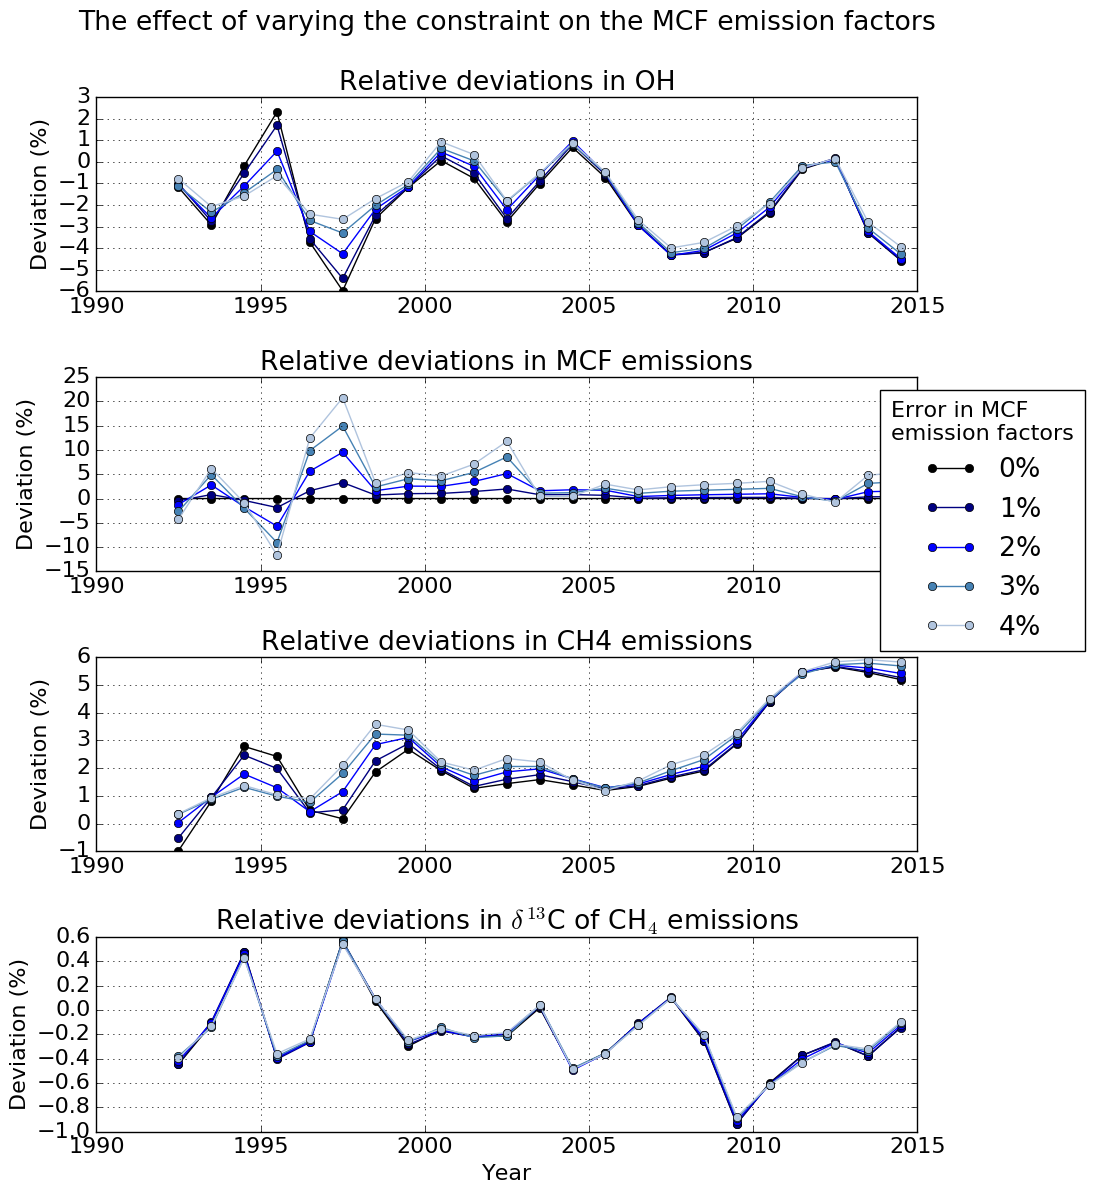 The effect of varying the constraint on the MCF emission factors
Relative deviations in OH
Deviation (%)
3
2
1
0
−1
−2
−3
−4
−5
−6
1990 1995 2000 2005 2010 2015
Relative deviations in MCF emissions
Deviation (%)
25
20
15
10
5
0
−5
−10
−15
1990 1995 2000 2005 2010 2015
Error in MCF
emission factors
0%
1%
2%
3%
4%
Relative deviations in CH4 emissions
Deviation (%)
6
5
4
3
2
1
0
−1
1990 1995 2000 2005 2010 2015
Relative deviations in δ¹³C of CH₄ emissions
Deviation (%)
0.6
0.4
0.2
0.0
−0.2
−0.4
−0.6
−0.8
−1.0
1990 1995 2000 2005 2010 2015
Year